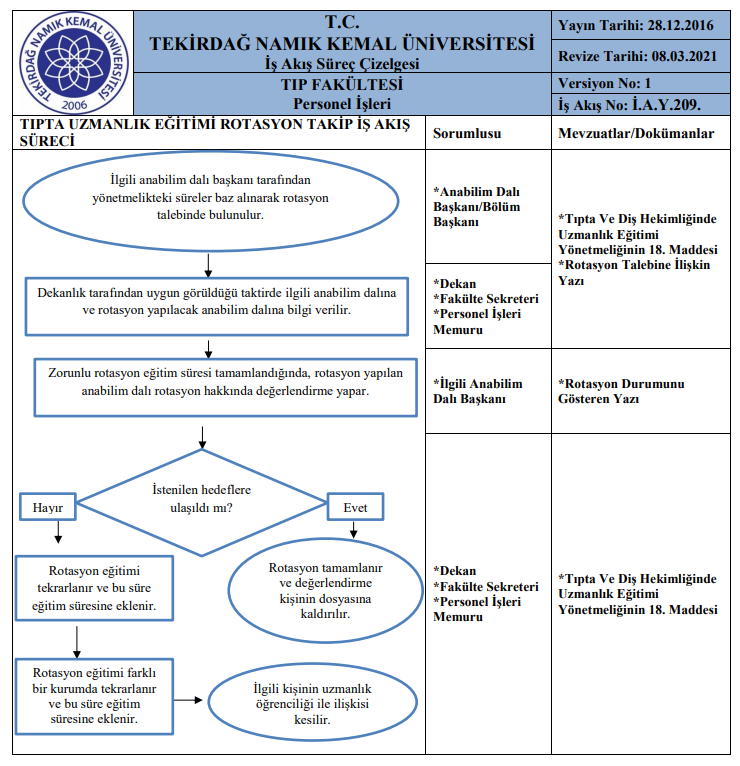 TEKİRDAĞ NAMIK KEMAL ÜNİVERSİTESİ
2006
T.C.
TEKİRDAĞ NAMIK KEMAL ÜNİVERSİTESİ
İş Akış Süreç Çizelgesi
TIP FAKÜLTESİ
Personel İşleri
Yayın Tarihi: 28.12.2016
Revize Tarihi: 08.03.2021
Versiyon No: 1
İş Akış No: İ.A.Y.209.
TIPTA UZMANLIK EĞİTİMİ ROTASYON TAKİP İŞ AKIŞ
SÜRECİ
Sorumlusu
Mevzuatlar/Dokümanlar
İlgili anabilim dalı başkanı tarafından
yönetmelikteki süreler baz alınarak rotasyon
talebinde bulunulur.
*Anabilim Dalı
Başkanı/Bölüm
Başkanı
*Tıpta Ve Diş Hekimliğinde
Uzmanlık Eğitimi
Yönetmeliğinin 18. Maddesi
*Rotasyon Talebine İlişkin
Yazı
Dekanlık tarafından uygun görüldüğü taktirde ilgili anabilim dalına
ve rotasyon yapılacak anabilim dalına bilgi verilir.
*Dekan
*Fakülte Sekreteri
*Personel İşleri
Memuru
Zorunlu rotasyon eğitim süresi tamamlandığında, rotasyon yapılan
anabilim dalı rotasyon hakkında değerlendirme yapar.
*İlgili Anabilim
Dalı Başkanı
*Rotasyon Durumunu
Gösteren Yazı
İstenilen hedeflere
ulaşıldı mı?
Hayır
Evet
Rotasyon eğitimi
tekrarlanır ve bu süre
eğitim süresine eklenir.
Rotasyon tamamlanır
ve değerlendirme
kişinin dosyasına
kaldırılır.
*Dekan
*Fakülte Sekreteri
*Personel İşleri
Memuru
*Tıpta Ve Diş Hekimliğinde
Uzmanlık Eğitimi
Yönetmeliğinin 18. Maddesi
Rotasyon eğitimi farklı
bir kurumda tekrarlanır
ve bu süre eğitim
süresine eklenir.
İlgili kişinin uzmanlık
öğrenciliği ile ilişkisi
kesilir.